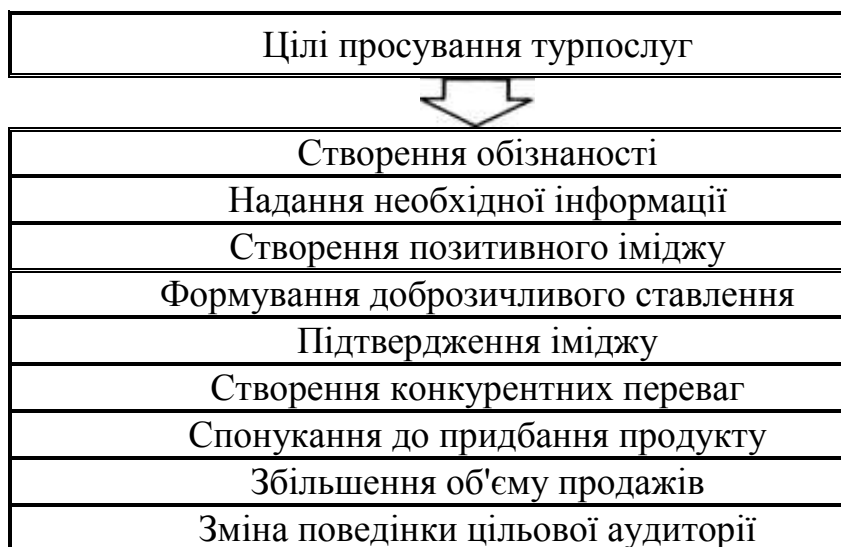 Цілі просування турпослуг
Створення обізнаності
Надання необхідної інформації
Створення позитивного іміджу
Формування доброзичливого ставлення
Підтвердження іміджу
Створення конкурентних переваг
Спонукання до придбання продукту
Збільшення об'єму продажів
Зміна поведінки цільової аудиторії